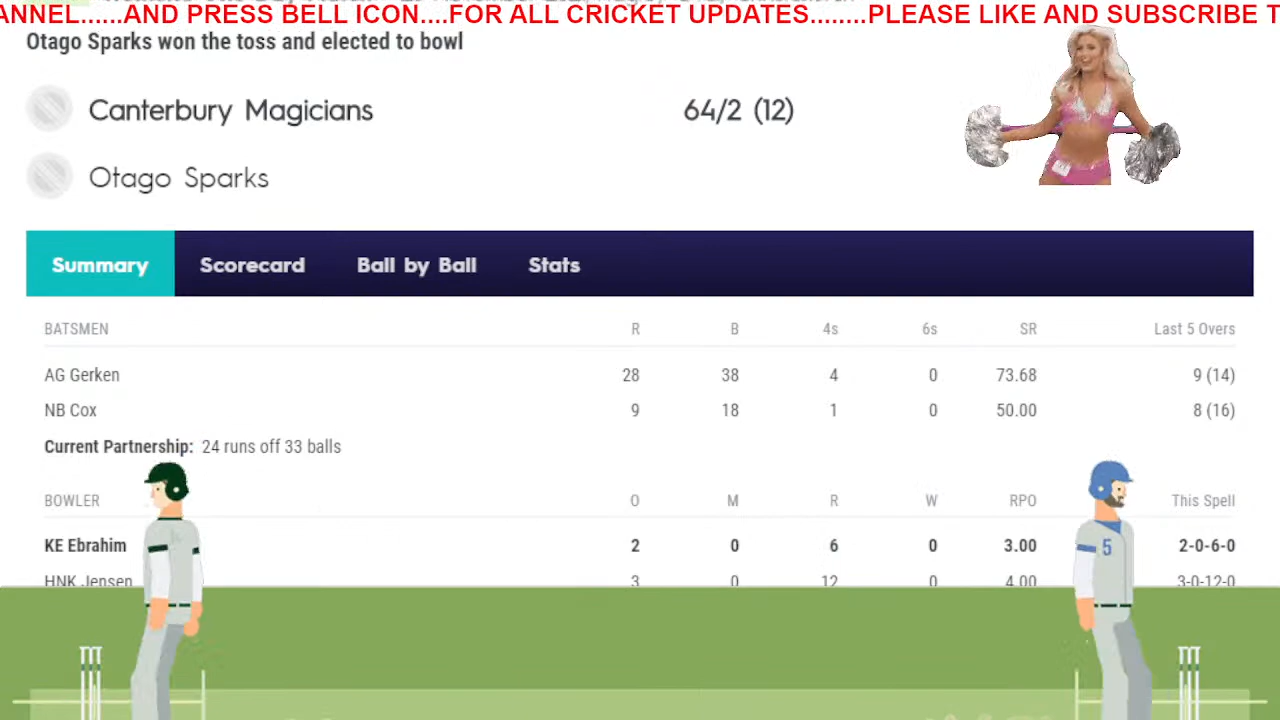 ANNEL......AND PRESS BELL ICON....FOR ALL CRICKET UPDATES........PLEASE LIKE AND SUBSCRIBE T
Otago Sparks won the toss and elected to bowl
Canterbury Magicians 64/2 (12)
Otago Sparks
Summary Scorecard Ball by Ball Stats
BATSMEN R B 4s 6s SR Last 5 Overs
AG Gerken 28 38 4 0 73.68 9 (14)
NB Cox 9 18 1 0 50.00 8 (16)
Current Partnership: 24 runs off 33 balls
BOWLER O M R W RPO This Spell
KE Ebrahim 2 0 6 0 3.00 2-0-6-0
HNK Jensen 3 0 12 0 4.00 3-0-12-0
5